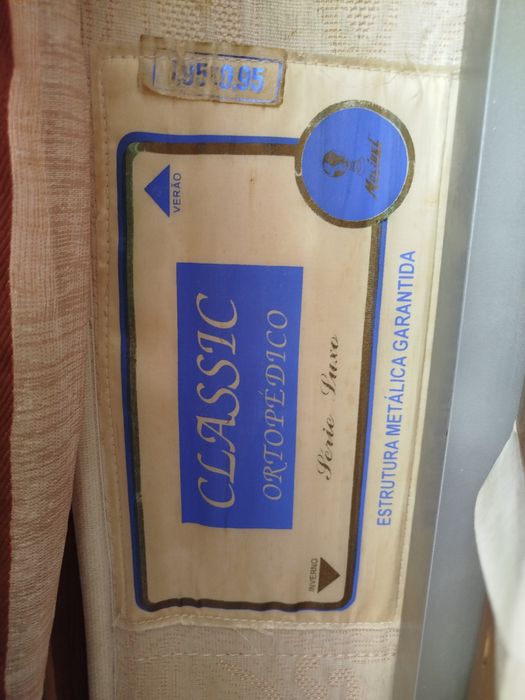 VERÃO
CLASSIC
ORTOPÉDICO
Série Luxo
INVERNO
ESTRUTURA METÁLICA GARANTIDA